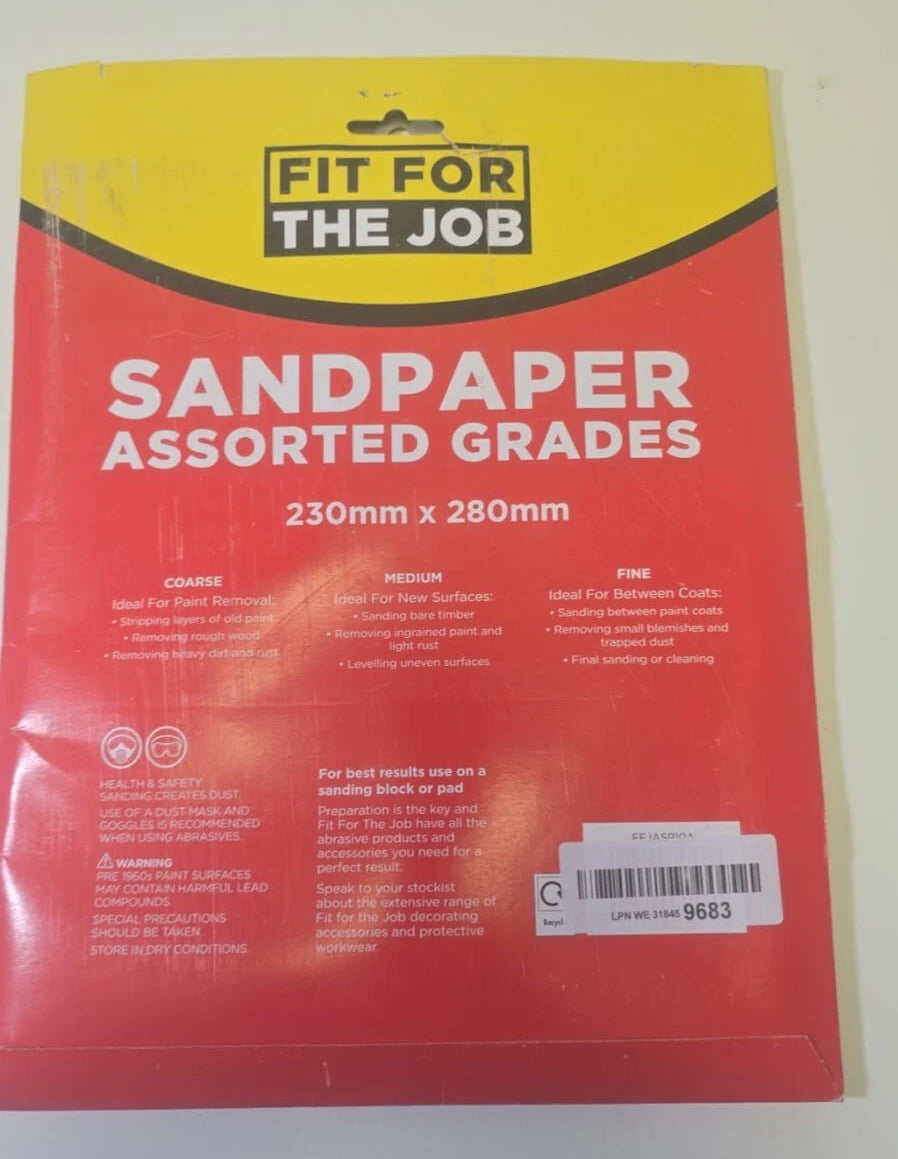 FIT FOR
THE JOB
SANDPAPER
ASSORTED GRADES
230mm x 280mm
COARSE
Ideal For Paint Removal:
• Stripping layers of old paint
• Removing rough wood
• Removing heavy dirt and rust
MEDIUM
Ideal For New Surfaces:
• Sanding bare timber
• Removing ingrained paint and
light rust
• Levelling uneven surfaces
FINE
Ideal For Between Coats:
• Sanding between paint coats
• Removing small blemishes and
trapped dust
• Final sanding or cleaning
HEALTH & SAFETY
SANDING CREATES DUST.
USE OF A DUST MASK AND
GOGGLES IS RECOMMENDED
WHEN USING ABRASIVES.
WARNING
PRE 1960s PAINT SURFACES
MAY CONTAIN HARMFUL LEAD
COMPOUNDS.
SPECIAL PRECAUTIONS
SHOULD BE TAKEN.
STORE IN DRY CONDITIONS.
For best results use on a
sanding block or pad
Preparation is the key and
Fit For The Job have all the
abrasive products and
accessories you need for a
perfect result.
Speak to your stockist
about the extensive range of
Fit for the Job decorating
accessories and protective
workwear.
Recycl
LPN WE 31845 9683